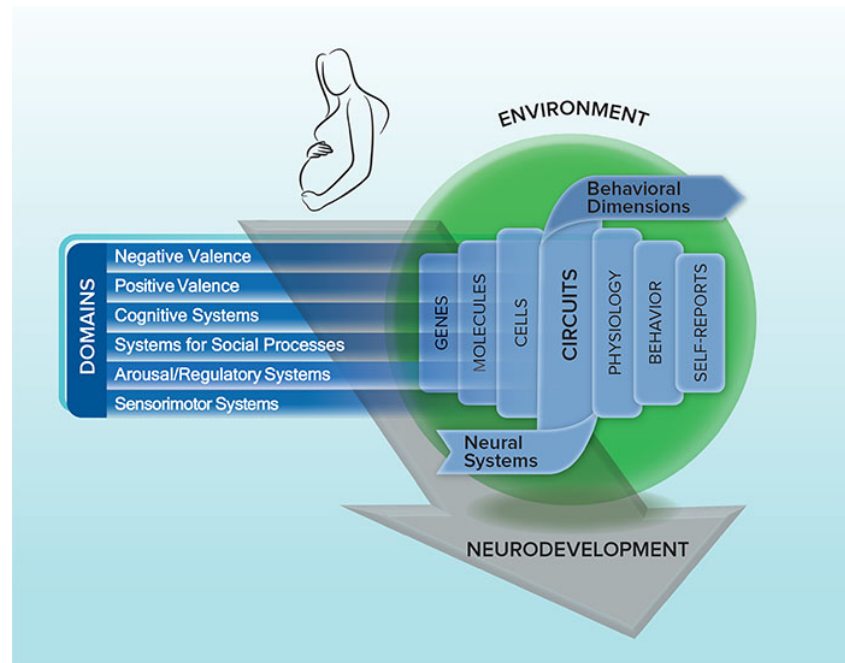 ENVIRONMENT
Behavioral
Dimensions
DOMAINS
Negative Valence
Positive Valence
Cognitive Systems
Systems for Social Processes
Arousal/Regulatory Systems
Sensorimotor Systems
GENES
MOLECULES
CELLS
CIRCUITS
PHYSIOLOGY
BEHAVIOR
SELF-REPORTS
Neural
Systems
NEURODEVELOPMENT